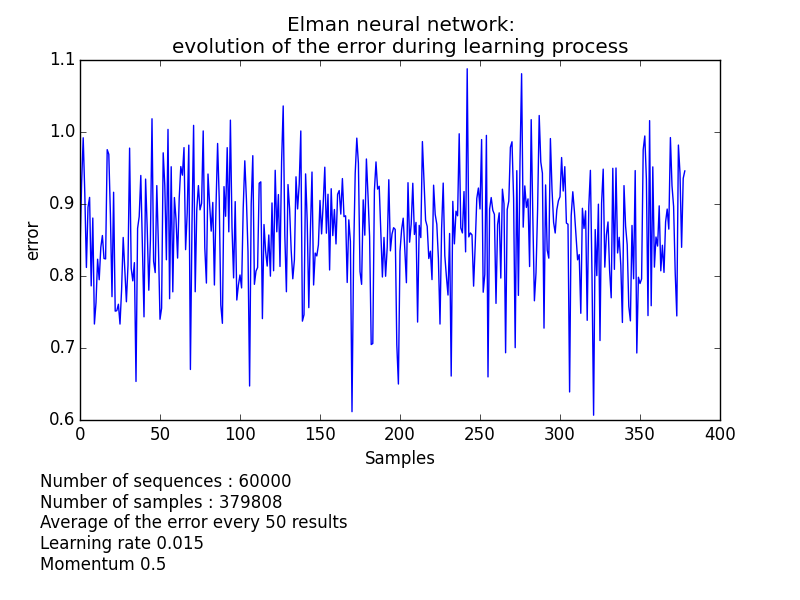 Elman neural network:
evolution of the error during learning process
1.1
1.0
0.9
0.8
0.7
0.6
error
0 50 100 150 200 250 300 350 400
Samples
Number of sequences : 60000
Number of samples : 379808
Average of the error every 50 results
Learning rate 0.015
Momentum 0.5